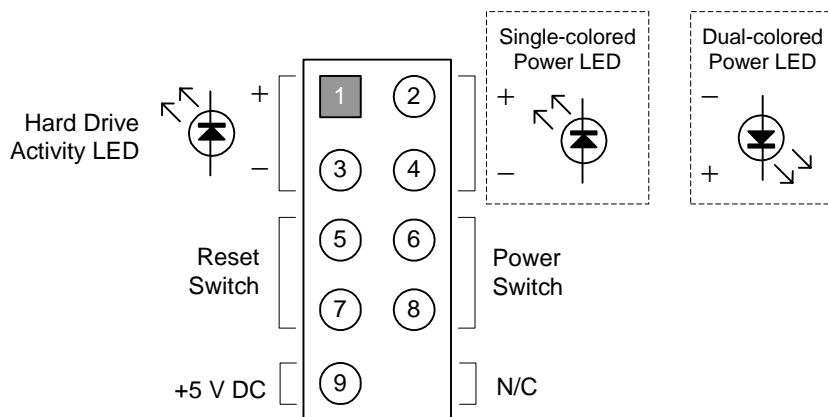 Single-colored
Power LED
Dual-colored
Power LED
Hard Drive
Activity LED
+
−
1
2
3
4
+
−
−
+
Reset
Switch
5
6
7
8
Power
Switch
+5 V DC
9
N/C